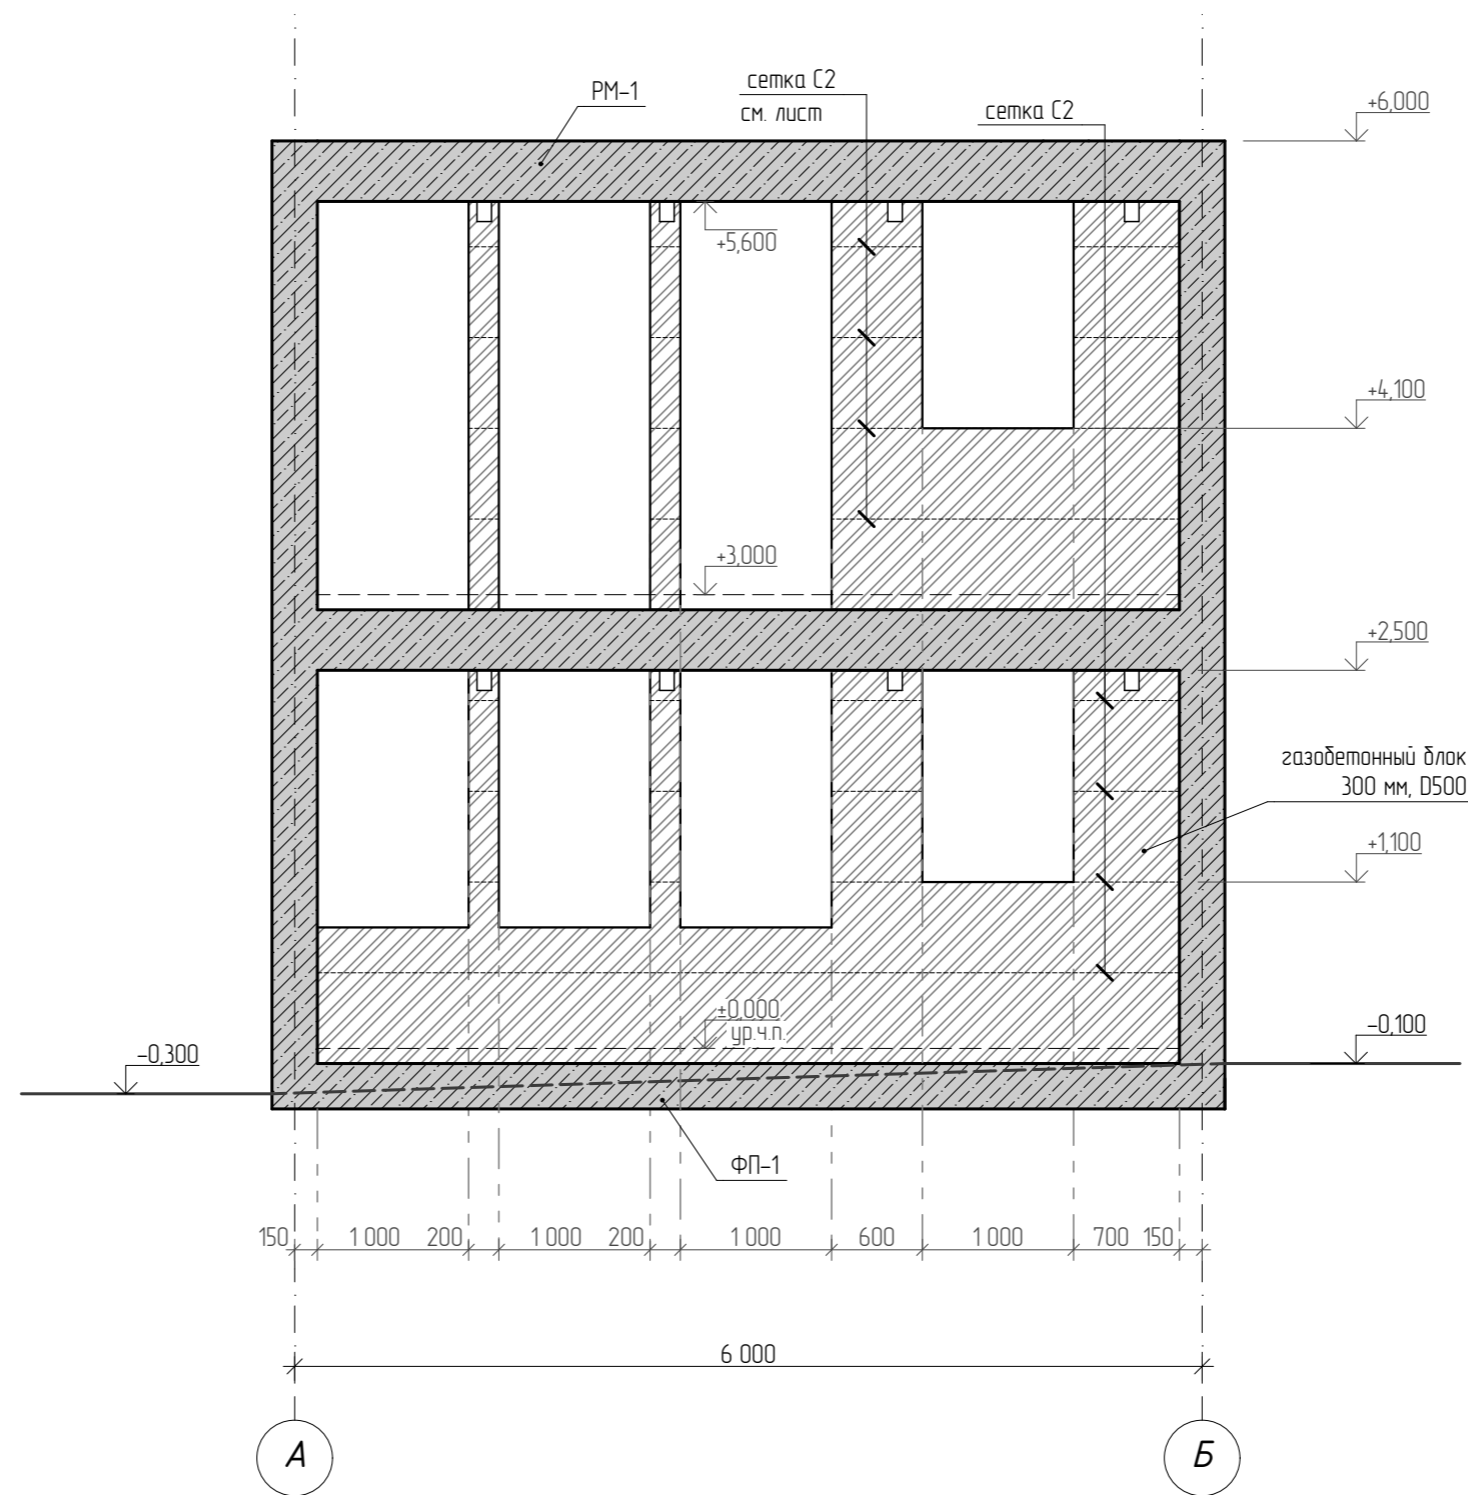 РМ-1
сетка С2
см. лист
сетка С2
+6,000
+5,600
+4,100
+3,000
+2,500
газобетонный блок
300 мм, D500
+1,100
±0,000
ур.ч.п.
-0,100
-0,300
ФП-1
150 1 000 200 1 000 200 1 000 600 1 000 700 150
6 000
А Б